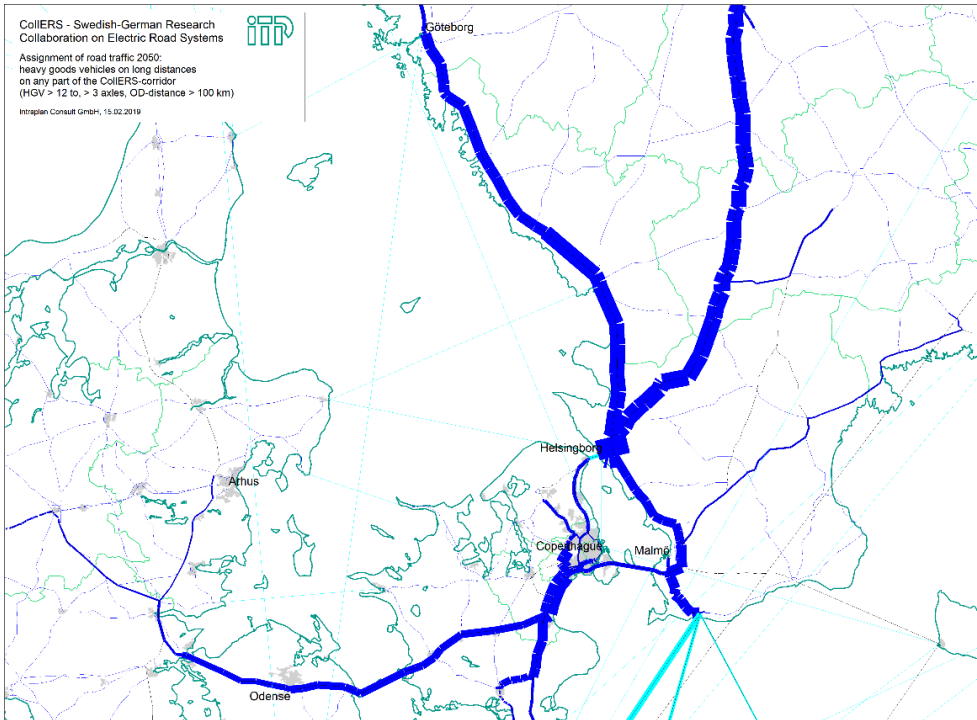 CollERS - Swedish-German Research
Collaboration on Electric Road Systems
Assignment of road traffic 2050:
heavy goods vehicles on long distances
on any part of the CollERS-corridor
(HGV > 12 to, > 3 axles, OD-distance > 100 km)
Intraplan Consult GmbH, 15.02.2019
itp
Göteborg
Helsingborg
Århus
Copenhague
Malmö
Odense